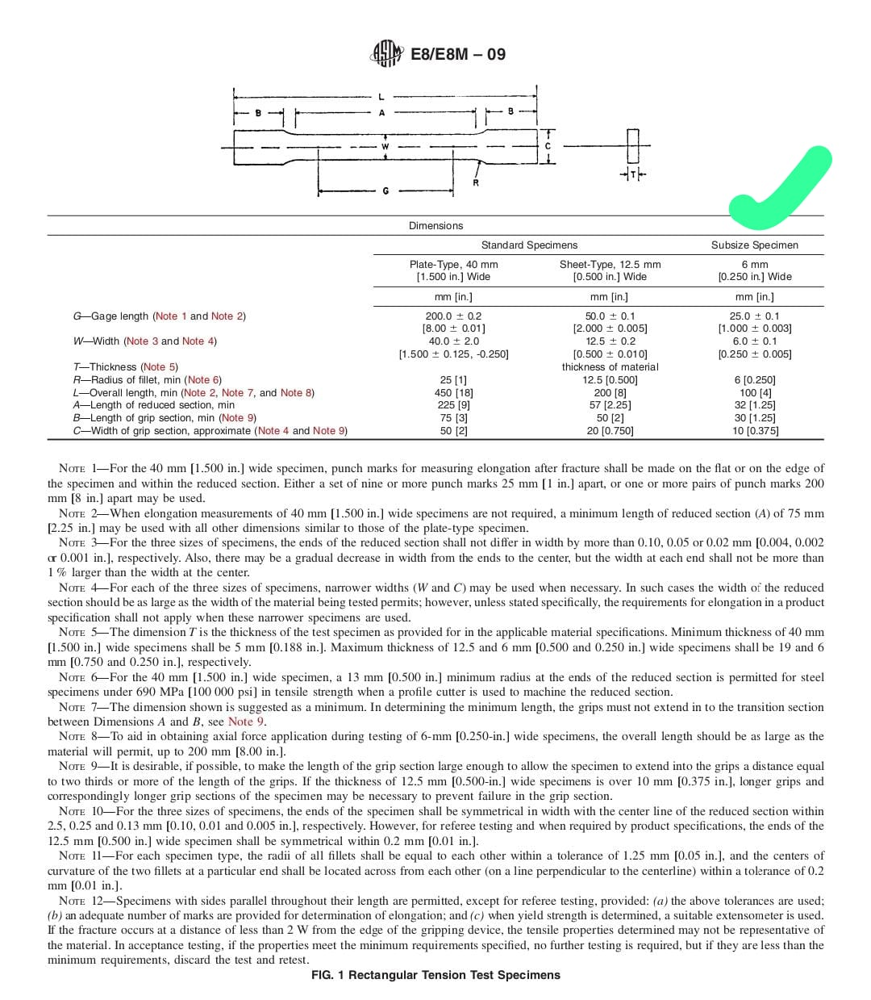 ASTM E8/E8M – 09
L
B A B
W C
T
R
G
Dimensions
Standard Specimens Subsize Specimen
Plate-Type, 40 mm Sheet-Type, 12.5 mm 6 mm
[1.500 in.] Wide [0.500 in.] Wide [0.250 in.] Wide
mm [in.] mm [in.] mm [in.]
G—Gage length (Note 1 and Note 2) 200.0 ± 0.2 50.0 ± 0.1 25.0 ± 0.1
[8.00 ± 0.01] [2.000 ± 0.005] [1.000 ± 0.003]
W—Width (Note 3 and Note 4) 40.0 ± 2.0 12.5 ± 0.2 6.0 ± 0.1
[1.500 ± 0.125, -0.250] [0.500 ± 0.010] [0.250 ± 0.005]
T—Thickness (Note 5) thickness of material
R—Radius of fillet, min (Note 6) 25 [1] 12.5 [0.500] 6 [0.250]
L—Overall length, min (Note 2, Note 7, and Note 8) 450 [18] 200 [8] 100 [4]
A—Length of reduced section, min 225 [9] 57 [2.25] 32 [1.25]
B—Length of grip section, min (Note 9) 75 [3] 50 [2] 30 [1.25]
C—Width of grip section, approximate (Note 4 and Note 9) 50 [2] 20 [0.750] 10 [0.375]
NOTE 1—For the 40 mm [1.500 in.] wide specimen, punch marks for measuring elongation after fracture shall be made on the flat or on the edge of
the specimen and within the reduced section. Either a set of nine or more punch marks 25 mm [1 in.] apart, or one or more pairs of punch marks 200
mm [8 in.] apart may be used.
NOTE 2—When elongation measurements of 40 mm [1.500 in.] wide specimens are not required, a minimum length of reduced section (A) of 75 mm
[2.25 in.] may be used with all other dimensions similar to those of the plate-type specimen.
NOTE 3—For the three sizes of specimens, the ends of the reduced section shall not differ in width by more than 0.10, 0.05 or 0.02 mm [0.004, 0.002
or 0.001 in.], respectively. Also, there may be a gradual decrease in width from the ends to the center, but the width at each end shall not be more than
1 % larger than the width at the center.
NOTE 4—For each of the three sizes of specimens, narrower widths (W and C) may be used when necessary. In such cases the width of the reduced
section should be as large as the width of the material being tested permits; however, unless stated specifically, the requirements for elongation in a product
specification shall not apply when these narrower specimens are used.
NOTE 5—The dimension T is the thickness of the test specimen as provided for in the applicable material specifications. Minimum thickness of 40 mm
[1.500 in.] wide specimens shall be 5 mm [0.188 in.]. Maximum thickness of 12.5 and 6 mm [0.500 and 0.250 in.] wide specimens shall be 19 and 6
mm [0.750 and 0.250 in.], respectively.
NOTE 6—For the 40 mm [1.500 in.] wide specimen, a 13 mm [0.500 in.] minimum radius at the ends of the reduced section is permitted for steel
specimens under 690 MPa [100 000 psi] in tensile strength when a profile cutter is used to machine the reduced section.
NOTE 7—The dimension shown is suggested as a minimum. In determining the minimum length, the grips must not extend in to the transition section
between Dimensions A and B, see Note 9.
NOTE 8—To aid in obtaining axial force application during testing of 6-mm [0.250-in.] wide specimens, the overall length should be as large as the
material will permit, up to 200 mm [8.00 in.].
NOTE 9—It is desirable, if possible, to make the length of the grip section large enough to allow the specimen to extend into the grips a distance equal
to two thirds or more of the length of the grips. If the thickness of 12.5 mm [0.500-in.] wide specimens is over 10 mm [0.375 in.], longer grips and
correspondingly longer grip sections of the specimen may be necessary to prevent failure in the grip section.
NOTE 10—For the three sizes of specimens, the ends of the specimen shall be symmetrical in width with the center line of the reduced section within
2.5, 0.25 and 0.13 mm [0.10, 0.01 and 0.005 in.], respectively. However, for referee testing and when required by product specifications, the ends of the
12.5 mm [0.500 in.] wide specimen shall be symmetrical within 0.2 mm [0.01 in.].
NOTE 11—For each specimen type, the radii of all fillets shall be equal to each other within a tolerance of 1.25 mm [0.05 in.], and the centers of
curvature of the two fillets at a particular end shall be located across from each other (on a line perpendicular to the centerline) within a tolerance of 0.2
mm [0.01 in.].
NOTE 12—Specimens with sides parallel throughout their length are permitted, except for referee testing, provided: (a) the above tolerances are used;
(b) an adequate number of marks are provided for determination of elongation; and (c) when yield strength is determined, a suitable extensometer is used.
If the fracture occurs at a distance of less than 2 W from the edge of the gripping device, the tensile properties determined may not be representative of
the material. In acceptance testing, if the properties meet the minimum requirements specified, no further testing is required, but if they are less than the
minimum requirements, discard the test and retest.
FIG. 1 Rectangular Tension Test Specimens